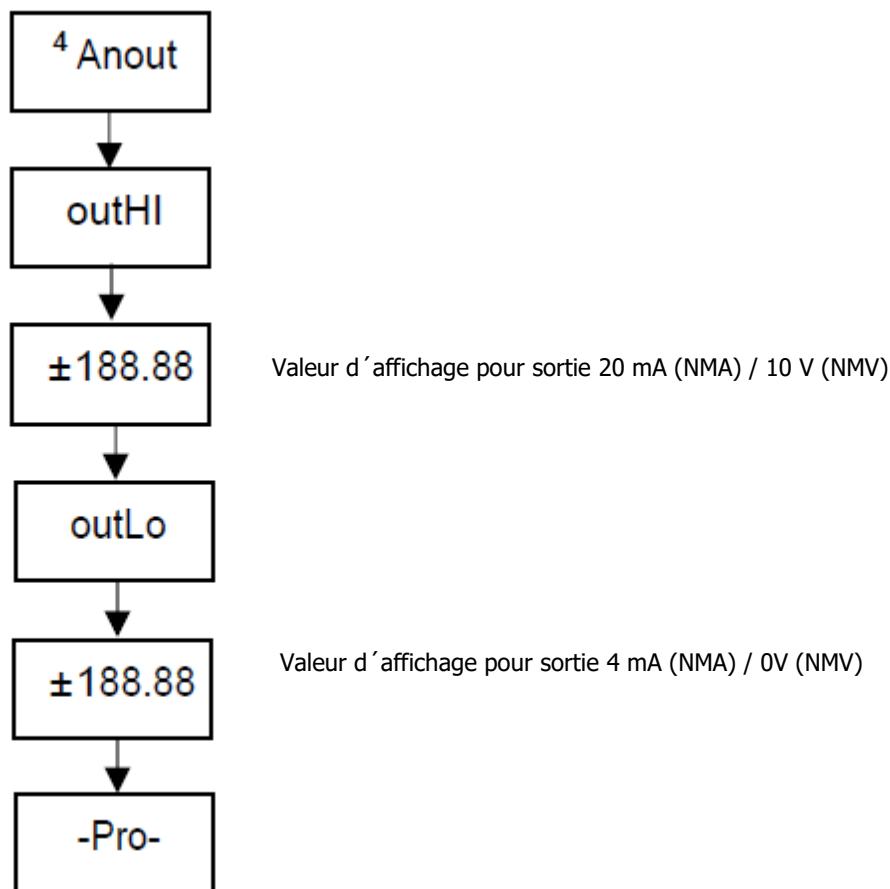 4 Anout
outHI
±188.88 Valeur d´affichage pour sortie 20 mA (NMA) / 10 V (NMV)
outLo
±188.88 Valeur d´affichage pour sortie 4 mA (NMA) / 0V (NMV)
-Pro-